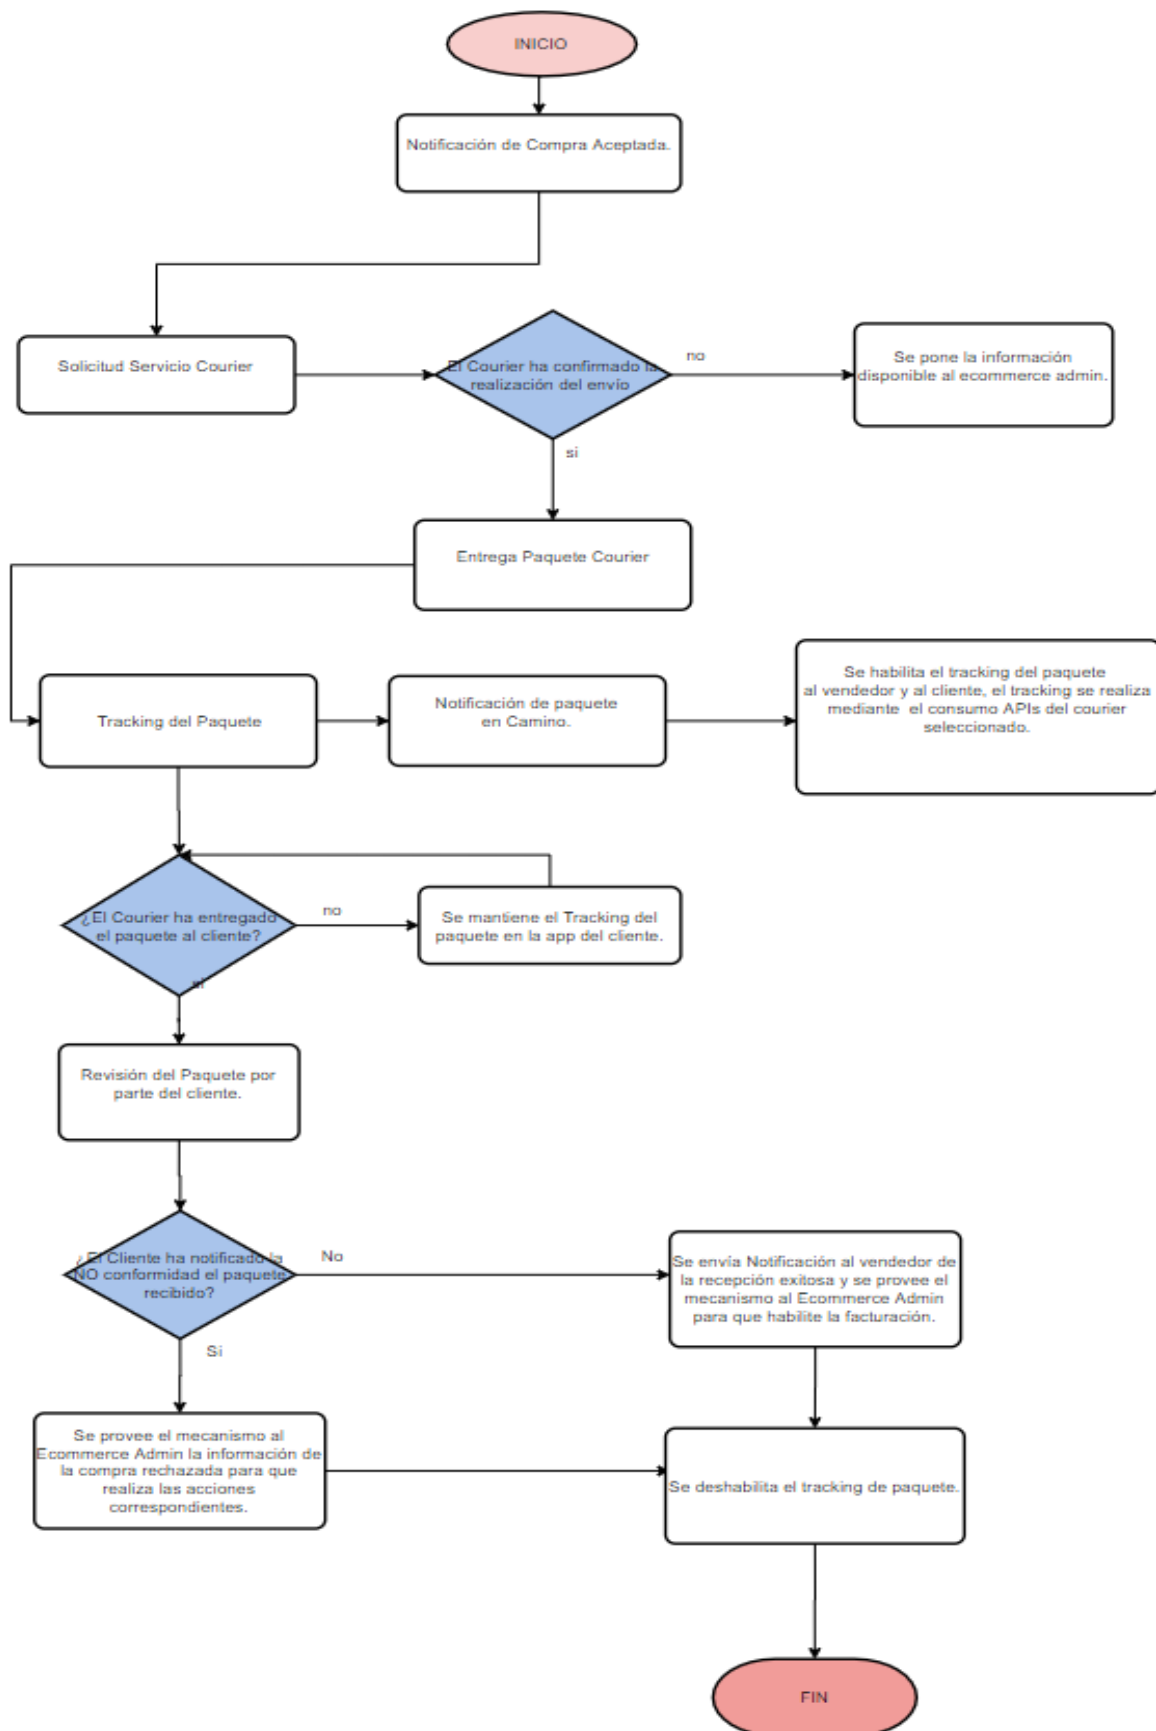 INICIO
Notificación de Compra Aceptada.
Solicitud Servicio Courier
El Courier ha confirmado la
realización del envío
no
Se pone la información
disponible al ecommerce admin.
si
Entrega Paquete Courier
Tracking del Paquete
Notificación de paquete
en Camino.
Se habilita el tracking del paquete
al vendedor y al cliente, el tracking se realiza
mediante el consumo APIs del courier
seleccionado.
¿El Courier ha entregado
el paquete al cliente?
no
Se mantiene el Tracking del
paquete en la app del cliente.
si
Revisión del Paquete por
parte del cliente.
¿El Cliente ha notificado la
NO conformidad el paquete
recibido?
No
Se envía Notificación al vendedor de
la recepción exitosa y se provee el
mecanismo al Ecommerce Admin
para que habilite la facturación.
Si
Se provee el mecanismo al
Ecommerce Admin la información de
la compra rechazada para que
realiza las acciones
correspondientes.
Se deshabilita el tracking de paquete.
FIN